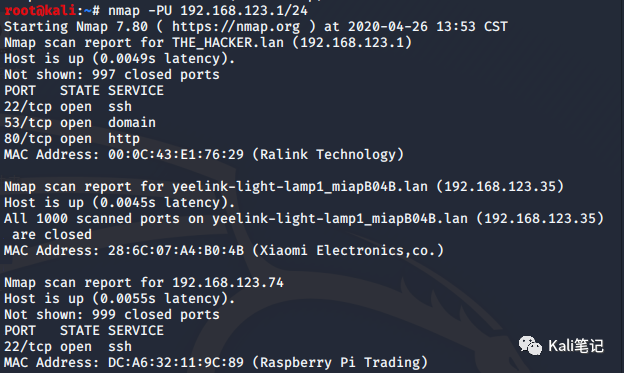 root@kali:~# nmap -PU 192.168.123.1/24
Starting Nmap 7.80 ( https://nmap.org ) at 2020-04-26 13:53 CST
Nmap scan report for THE_HACKER.lan (192.168.123.1)
Host is up (0.0049s latency).
Not shown: 997 closed ports
PORT   STATE SERVICE
22/tcp open  ssh
53/tcp open  domain
80/tcp open  http
MAC Address: 00:0C:43:E1:76:29 (Ralink Technology)
Nmap scan report for yeelink-light-lamp1_miapB04B.lan (192.168.123.35)
Host is up (0.0045s latency).
All 1000 scanned ports on yeelink-light-lamp1_miapB04B.lan (192.168.123.35)
 are closed
MAC Address: 28:6C:07:A4:B0:4B (Xiaomi Electronics,co.)
Nmap scan report for 192.168.123.74
Host is up (0.0055s latency).
Not shown: 999 closed ports
PORT   STATE SERVICE
22/tcp open  ssh
MAC Address: DC:A6:32:11:9C:89 (Raspberry Pi Trading)
Kali笔记